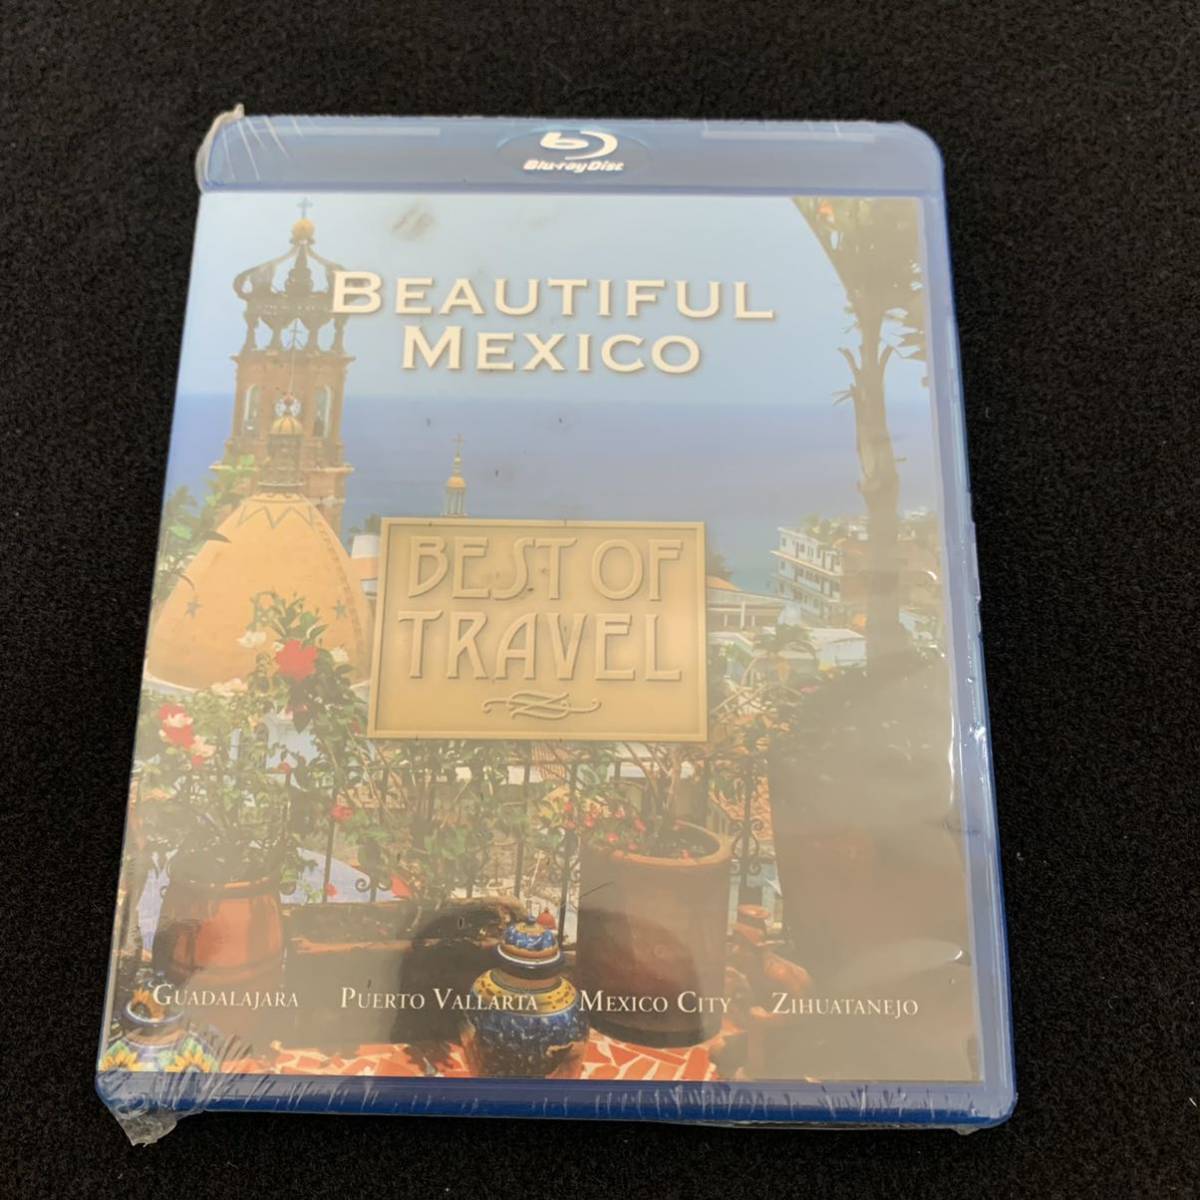 Blu-ray Disc
BEAUTIFUL
MEXICO
BEST OF
TRAVEL
GUADALAJARA PUERTO VALLARTA MEXICO CITY ZIHUATANEJO